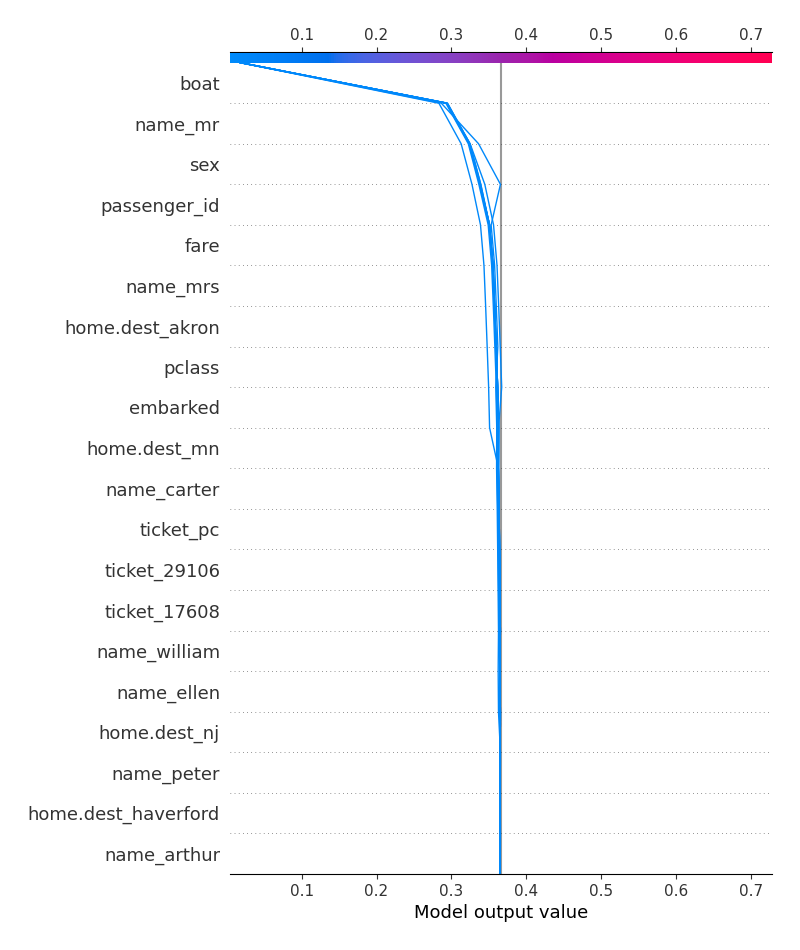 0.1 0.2 0.3 0.4 0.5 0.6 0.7
boat
name_mr
sex
passenger_id
fare
name_mrs
home.dest_akron
pclass
embarked
home.dest_mn
name_carter
ticket_pc
ticket_29106
ticket_17608
name_william
name_ellen
home.dest_nj
name_peter
home.dest_haverford
name_arthur
0.1 0.2 0.3 0.4 0.5 0.6 0.7
Model output value